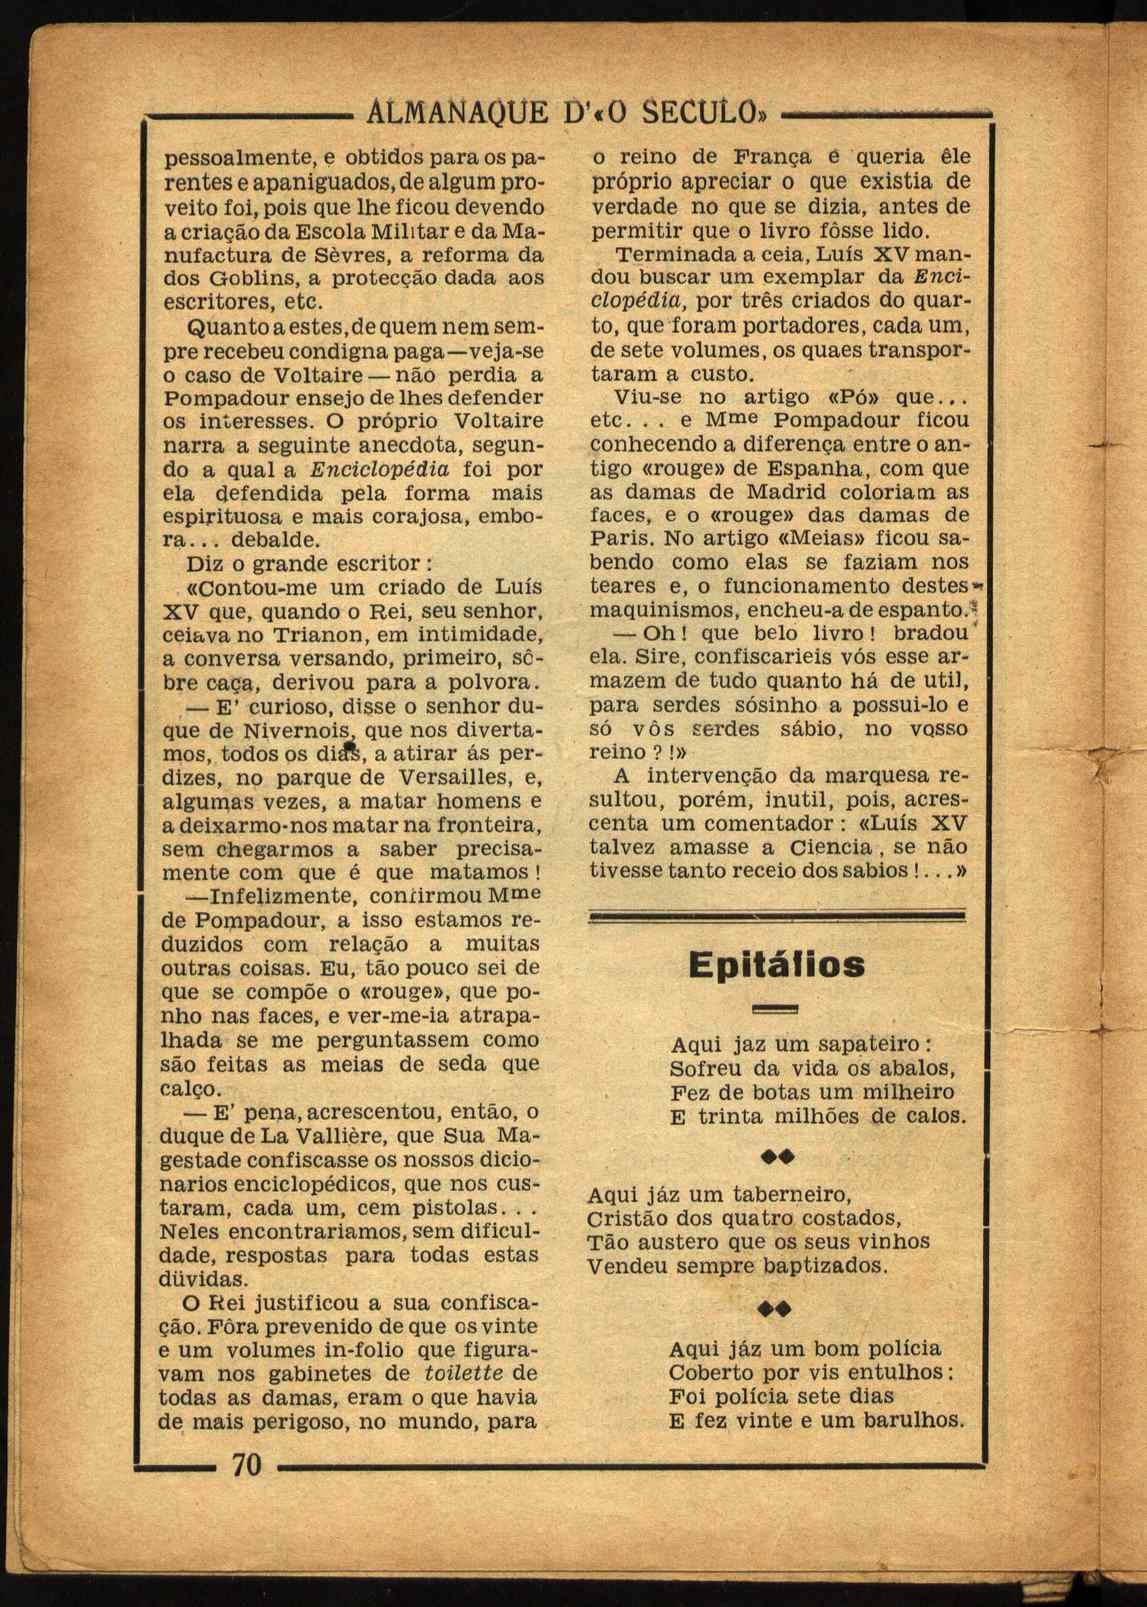 ALMANAQUE D'«O SECULO»
pessoalmente, e obtidos para os pa-
rentes e apaniguados, de algum pro-
veito foi, pois que lhe ficou devendo
a criação da Escola Militar e da Ma-
nufactura de Sèvres, a reforma da
dos Goblins, a protecção dada aos
escritores, etc.
Quanto a estes, de quem nem sem-
pre recebeu condigna paga—veja-se
o caso de Voltaire — não perdia a
Pompadour ensejo de lhes defender
os interesses. O próprio Voltaire
narra a seguinte anecdota, segun-
do a qual a Enciclopédia foi por
ela defendida pela forma mais
espirituosa e mais corajosa, embo-
ra... debalde.
Diz o grande escritor :
«Contou-me um criado de Luís
XV que, quando o Rei, seu senhor,
ceiava no Trianon, em intimidade,
a conversa versando, primeiro, sô-
bre caça, derivou para a polvora.
— E' curioso, disse o senhor du-
que de Nivernois, que nos diverta-
mos, todos os dias, a atirar ás per-
dizes, no parque de Versailles, e,
algumas vezes, a matar homens e
a deixarmo-nos matar na fronteira,
sem chegarmos a saber precisa-
mente com que é que matamos !
—Infelizmente, confirmou Mme
de Pompadour, a isso estamos re-
duzidos com relação a muitas
outras coisas. Eu, tão pouco sei de
que se compõe o «rouge», que po-
nho nas faces, e ver-me-ia atrapa-
lhada se me perguntassem como
são feitas as meias de seda que
calço.
— E' pena, acrescentou, então, o
duque de La Vallière, que Sua Ma-
gestade confiscasse os nossos dicio-
narios enciclopédicos, que nos cus-
taram, cada um, cem pistolas. . .
Neles encontrariamos, sem dificul-
dade, respostas para todas estas
düvidas.
O Rei justificou a sua confisca-
ção. Fôra prevenido de que os vinte
e um volumes in-folio que figura-
vam nos gabinetes de toilette de
todas as damas, eram o que havia
de mais perigoso, no mundo, para
o reino de França e queria êle
próprio apreciar o que existia de
verdade no que se dizia, antes de
permitir que o livro fôsse lido.
Terminada a ceia, Luís XV man-
dou buscar um exemplar da Enci-
clopédia, por três criados do quar-
to, que foram portadores, cada um,
de sete volumes, os quaes transpor-
taram a custo.
Viu-se no artigo «Pó» que...
etc. . . e Mme Pompadour ficou
conhecendo a diferença entre o an-
tigo «rouge» de Espanha, com que
as damas de Madrid coloriam as
faces, e o «rouge» das damas de
Paris. No artigo «Meias» ficou sa-
bendo como elas se faziam nos
teares e, o funcionamento destes
maquinismos, encheu-a de espanto.
— Oh ! que belo livro ! bradou
ela. Sire, confiscarieis vós esse ar-
mazem de tudo quanto há de util,
para serdes sósinho a possui-lo e
só vôs serdes sábio, no vosso
reino ? !»
A intervenção da marquesa re-
sultou, porém, inutil, pois, acres-
centa um comentador : «Luís XV
talvez amasse a Ciencia, se não
tivesse tanto receio dos sabios !. . .»
Epitáfios
Aqui jaz um sapateiro :
Sofreu da vida os abalos,
Fez de botas um milheiro
E trinta milhões de calos.
Aqui jáz um taberneiro,
Cristão dos quatro costados,
Tão austero que os seus vinhos
Vendeu sempre baptizados.
Aqui jáz um bom polícia
Coberto por vis entulhos :
Foi polícia sete dias
E fez vinte e um barulhos.
70